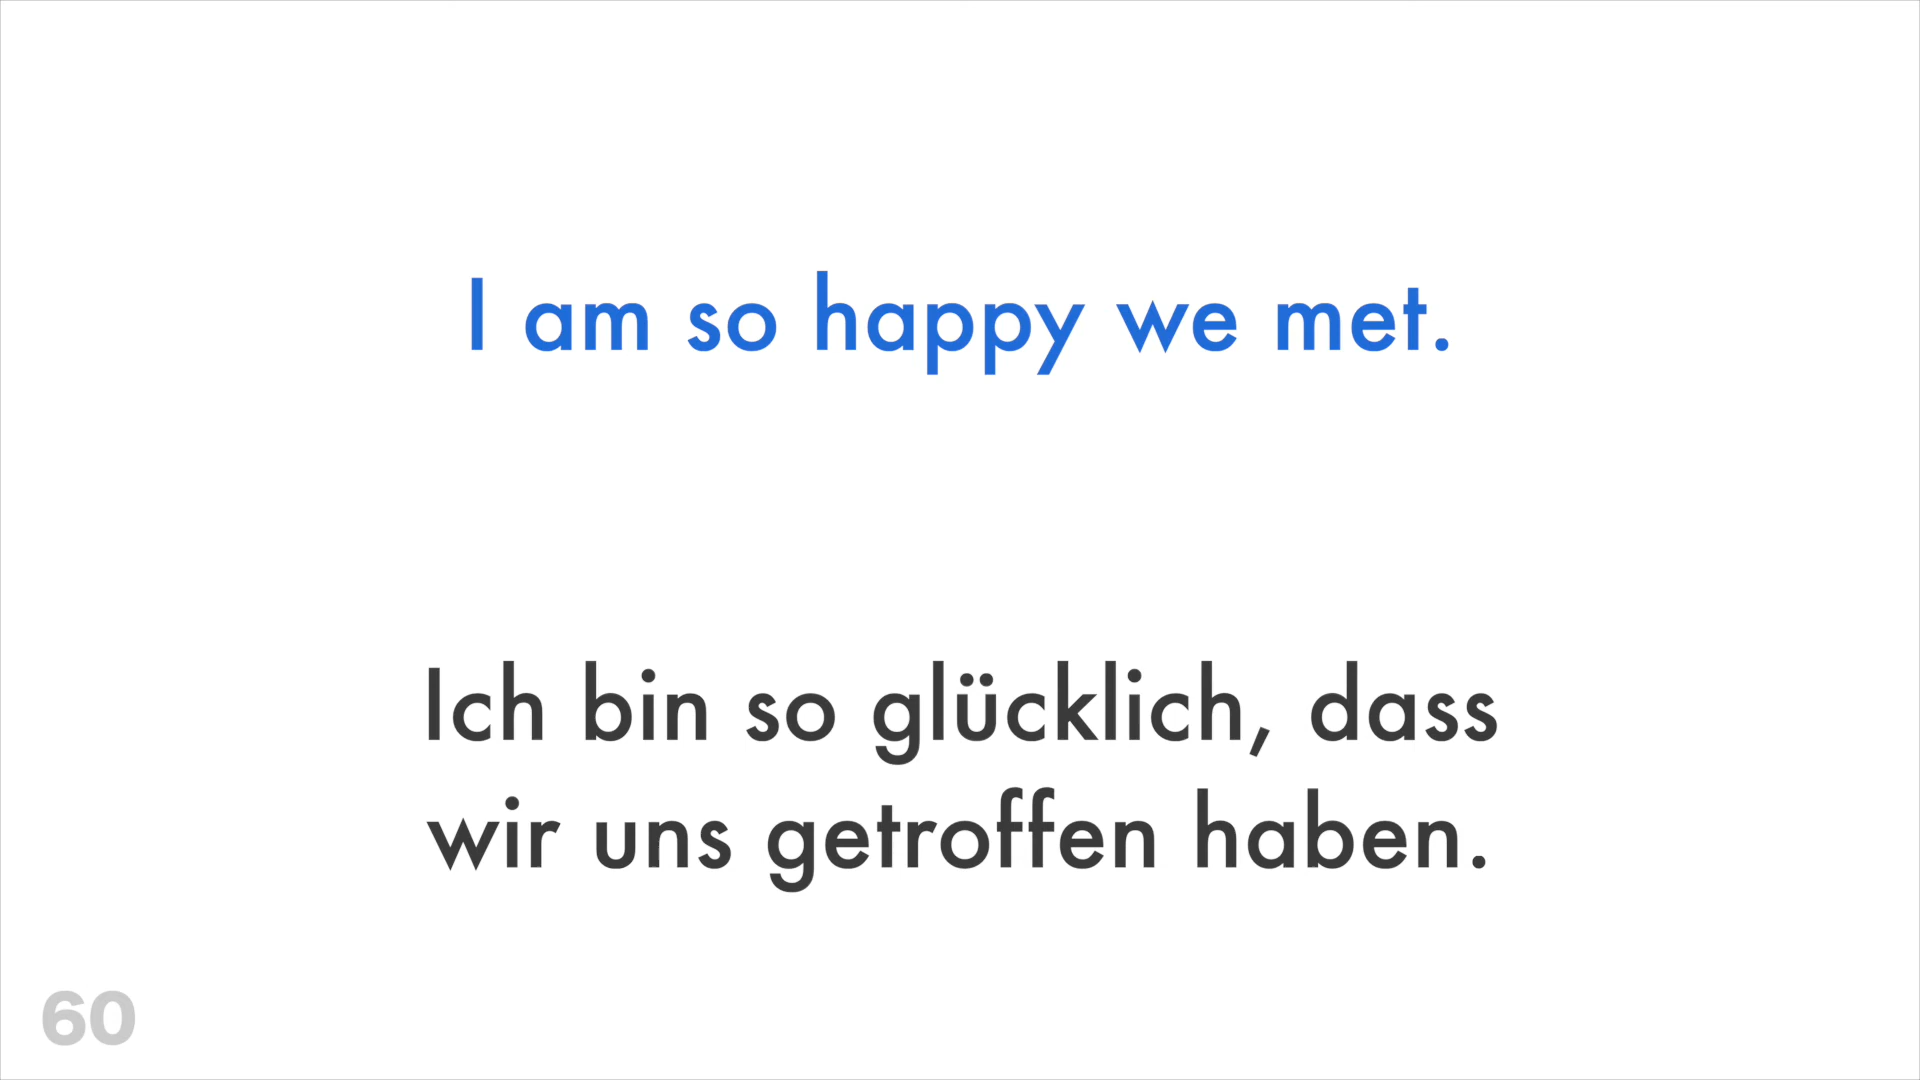 I am so happy we met.
Ich bin so glücklich, dass
wir uns getroffen haben.
60